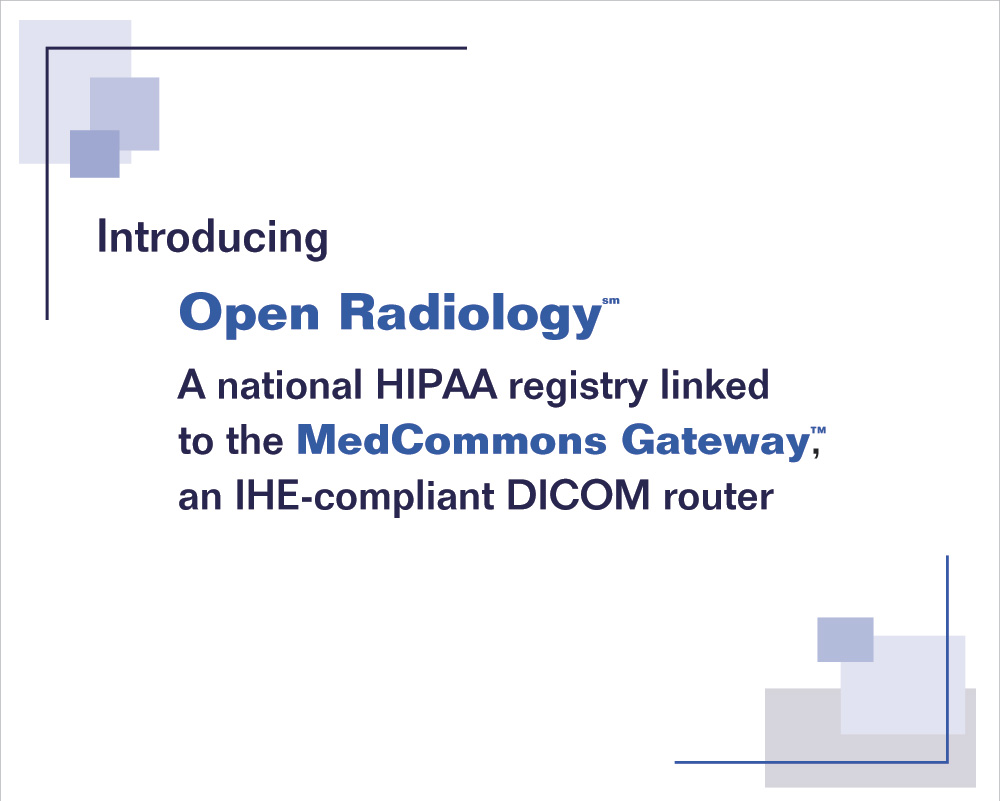 Introducing
Open Radiology℠
A national HIPAA registry linked
to the MedCommons Gateway™,
an IHE-compliant DICOM router